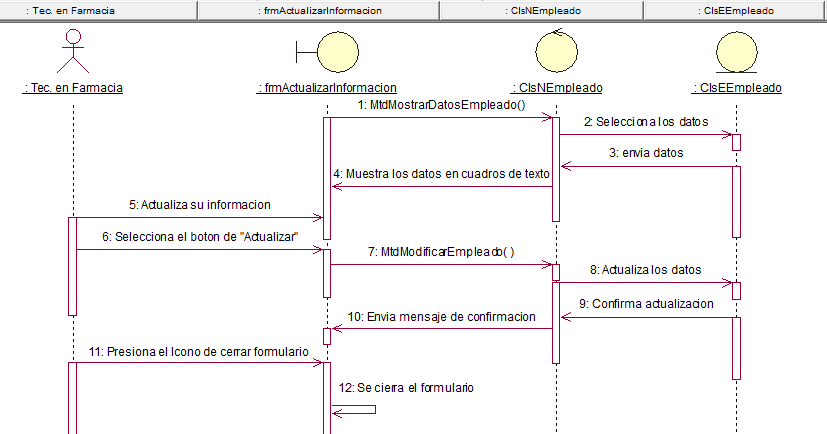 : Tec. en Farmacia
: frmActualizarInformacion
: ClsNEmpleado
: ClsEEmpleado
: Tec. en Farmacia
: frmActualizarInformacion
: ClsNEmpleado
: ClsEEmpleado
1: MtdMostrarDatosEmpleado()
2: Selecciona los datos
3: envia datos
4: Muestra los datos en cuadros de texto
5: Actualiza su informacion
6: Selecciona el boton de "Actualizar"
7: MtdModificarEmpleado( )
8: Actualiza los datos
9: Confirma actualizacion
10: Envia mensaje de confirmacion
11: Presiona el Icono de cerrar formulario
12: Se cierra el formulario